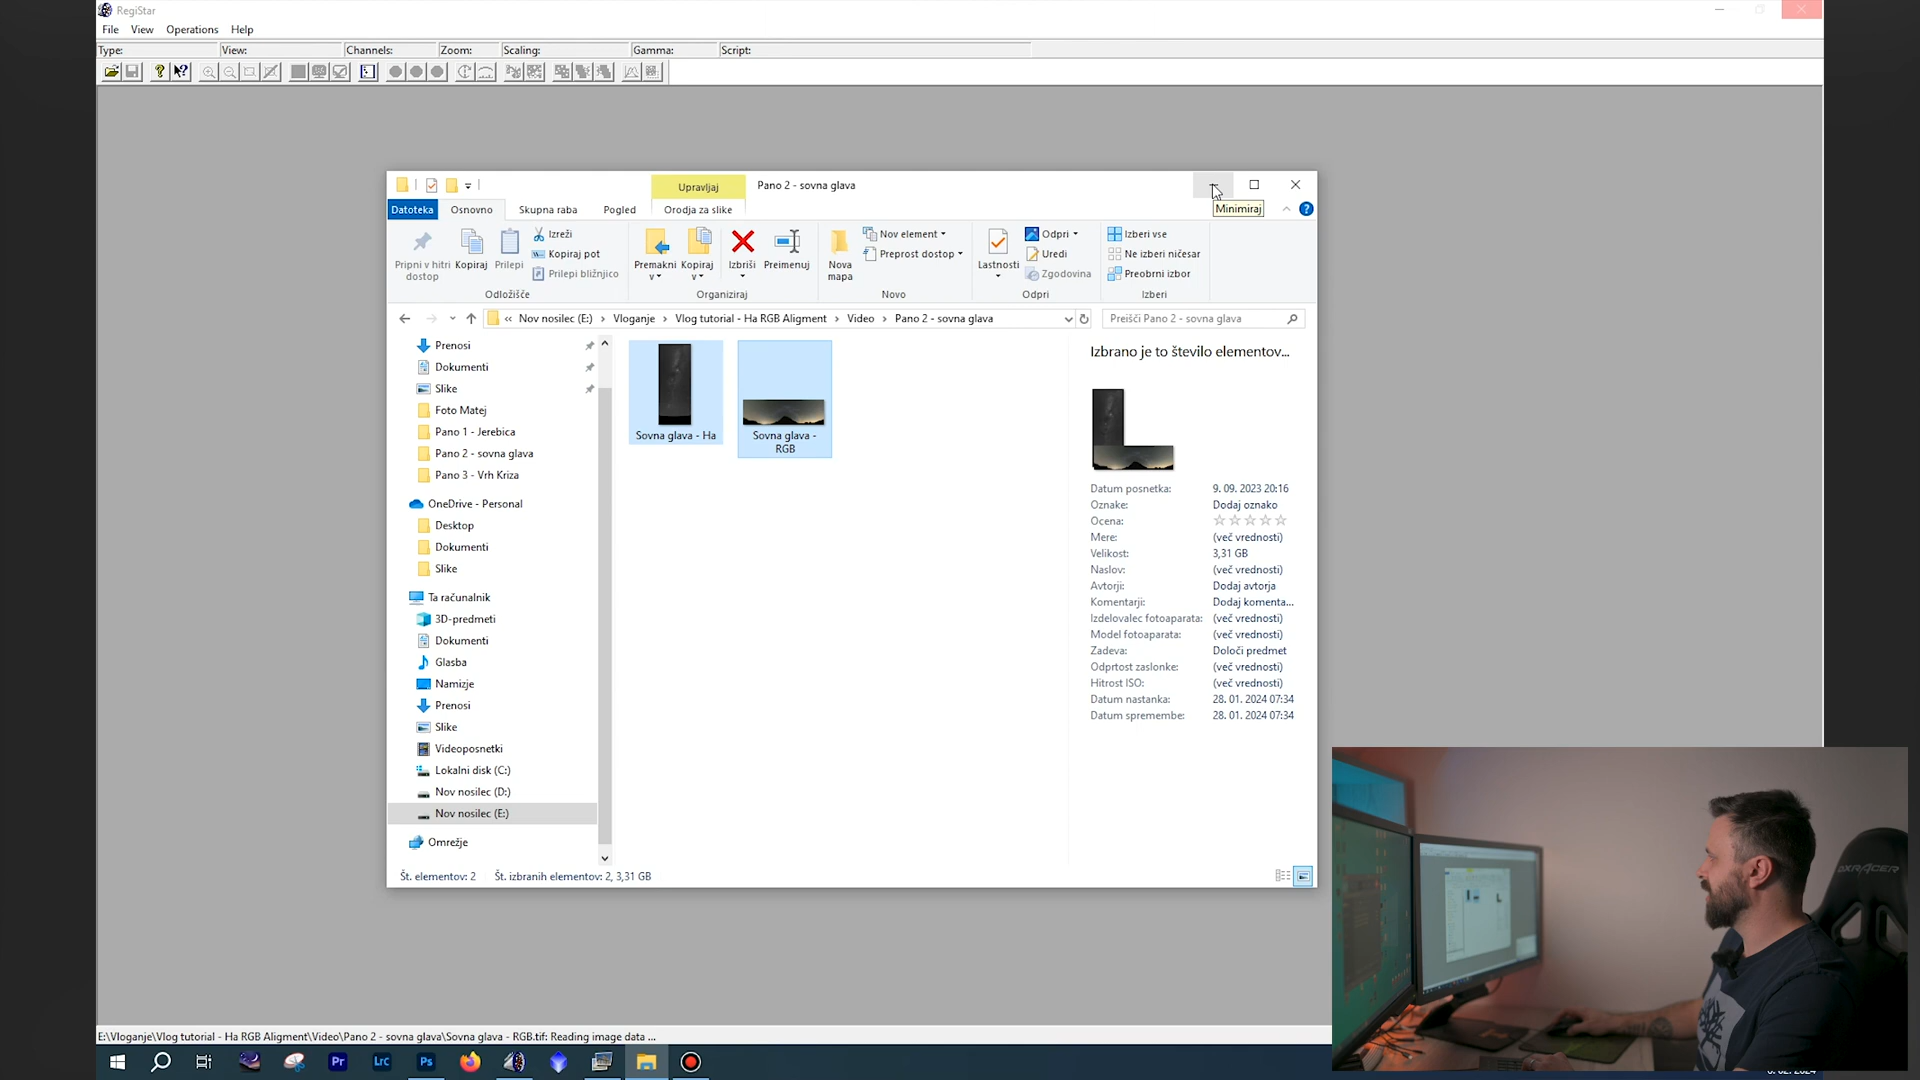 RegiStar
File View Operations Help
Type: View: Channels: Zoom: Scaling: Gamma: Script:
Upravljaj Pano 2 - sovna glava
Minimiraj
Datoteka Osnovno Skupna raba Pogled Orodja za slike
Pripni v hitri dostop
Kopiraj
Prilepi
Izreži
Kopiraj pot
Prilepi bližnjico
Odložišče
Premakni v
Kopiraj v
Izbriši
Preimenuj
Organiziraj
Nova mapa
Nov element
Preprost dostop
Novo
Lastnosti
Odpri
Uredi
Zgodovina
Odpri
Izberi vse
Ne izberi ničesar
Preobrni izbor
Izberi
« Nov nosilec (E:) › Vloganje › Vlog tutorial - Ha RGB Aligment › Video › Pano 2 - sovna glava
Preišči Pano 2 - sovna glava
Prenosi
Dokumenti
Slike
Foto Matej
Pano 1 - Jerebica
Pano 2 - sovna glava
Pano 3 - Vrh Kriza
OneDrive - Personal
Desktop
Dokumenti
Slike
Ta računalnik
3D-predmeti
Dokumenti
Glasba
Namizje
Prenosi
Slike
Videoposnetki
Lokalni disk (C:)
Nov nosilec (D:)
Nov nosilec (E:)
Omrežje
Sovna glava - Ha
Sovna glava -
RGB
Izbrano je to število elementov...
Datum posnetka: 9. 09. 2023 20:16
Oznake: Dodaj oznako
Ocena:
Mere: (več vrednosti)
Velikost: 3,31 GB
Naslov: (več vrednosti)
Avtorji: Dodaj avtorja
Komentarji: Dodaj komenta...
Izdelovalec fotoaparata: (več vrednosti)
Model fotoaparata: (več vrednosti)
Zadeva: Določi predmet
Odprtost zaslonke: (več vrednosti)
Hitrost ISO: (več vrednosti)
Datum nastanka: 28. 01. 2024 07:34
Datum spremembe: 28. 01. 2024 07:34
Št. elementov: 2 Št. izbranih elementov: 2, 3,31 GB
DXRACER
E:\Vloganje\Vlog tutorial - Ha RGB Aligment\Video\Pano 2 - sovna glava\Sovna glava - RGB.tif: Reading image data ...
Pr LrC Ps